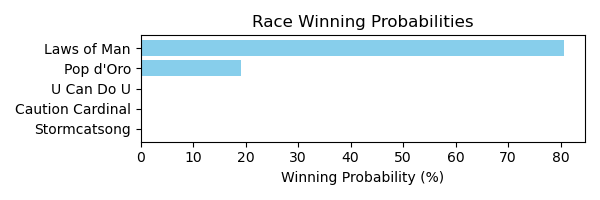 Race Winning Probabilities
Laws of Man
Pop d'Oro
U Can Do U
Caution Cardinal
Stormcatsong
0 10 20 30 40 50 60 70 80
Winning Probability (%)